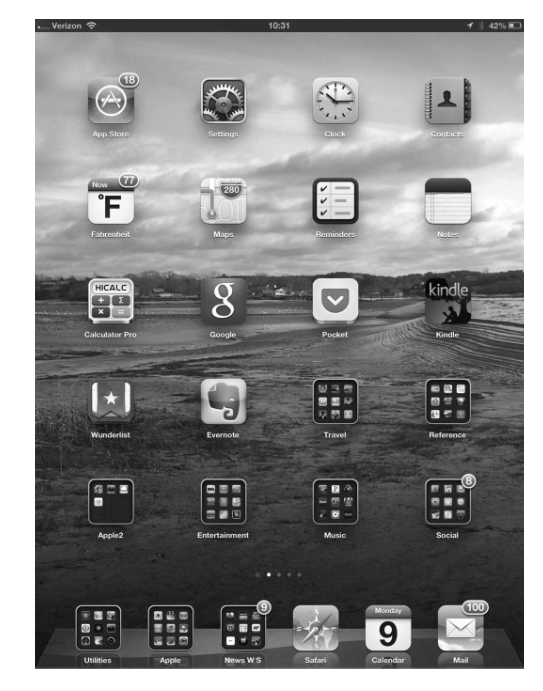 Verizon 10:31 42%
18
App Store Settings Clock Contacts
Now 77 280
°F
Fahrenheit Maps Reminders Notes
HICALC g kindle
+ Σ
× =
Calculator Pro Google Pocket Kindle
Wunderlist Evernote Travel Reference
8
Apple2 Entertainment Music Social
9 Monday 100
9
Utilities Apple News W S Safari Calendar Mail